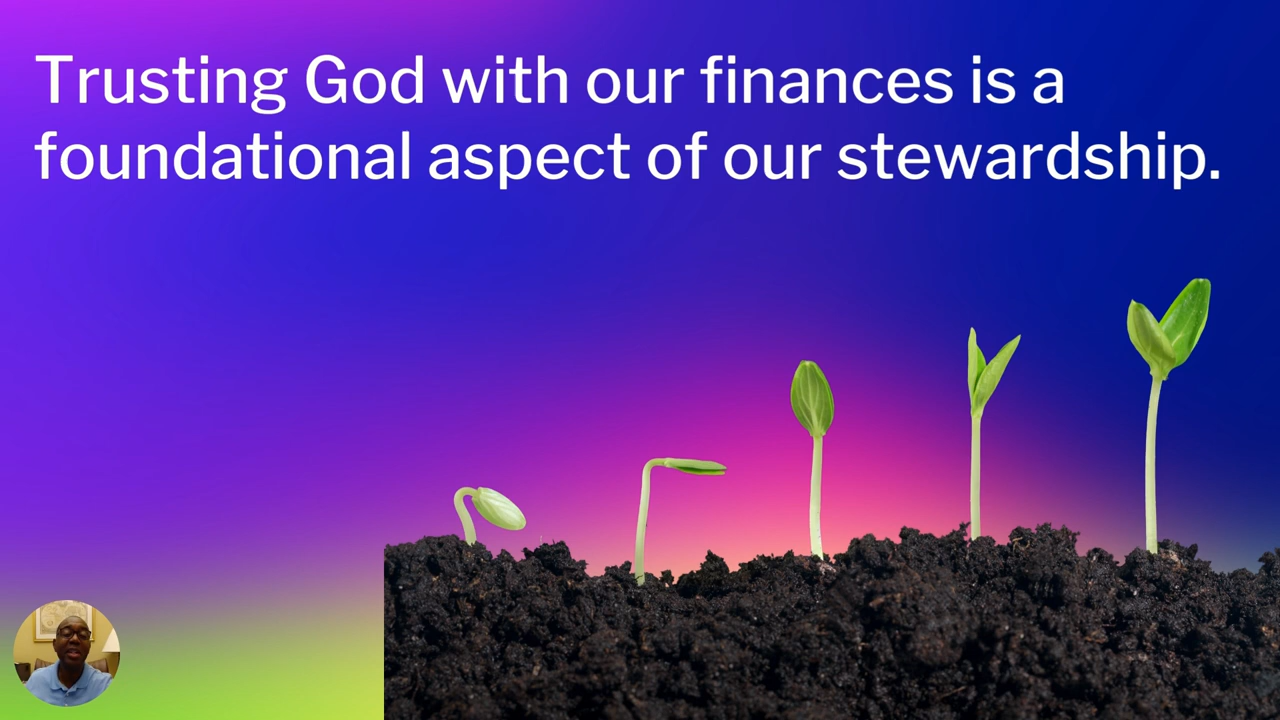 Trusting God with our finances is a
foundational aspect of our stewardship.